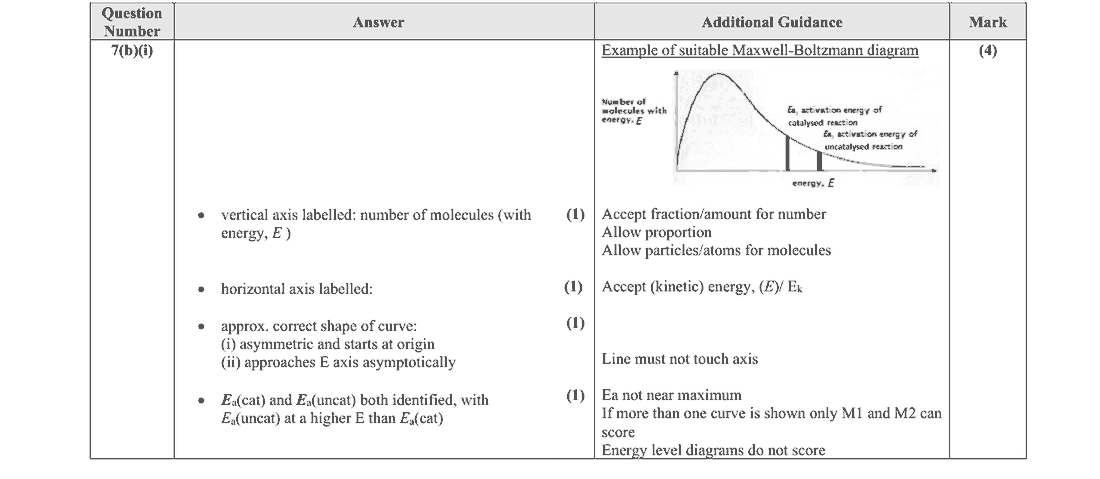 Question Number Answer Additional Guidance Mark
7(b)(i) Example of suitable Maxwell-Boltzmann diagram (4)
Number of
molecules with
energy, E
Ea, activation energy of
catalysed reaction
Ea, activation energy of
uncatalysed reaction
energy, E
• vertical axis labelled: number of molecules (with (1) Accept fraction/amount for number
energy, E ) Allow proportion
Allow particles/atoms for molecules
• horizontal axis labelled: (1) Accept (kinetic) energy, (E)/ Ek
• approx. correct shape of curve: (1)
(i) asymmetric and starts at origin
(ii) approaches E axis asymptotically Line must not touch axis
• Ea(cat) and Ea(uncat) both identified, with (1) Ea not near maximum
Ea(uncat) at a higher E than Ea(cat) If more than one curve is shown only M1 and M2 can
score
Energy level diagrams do not score